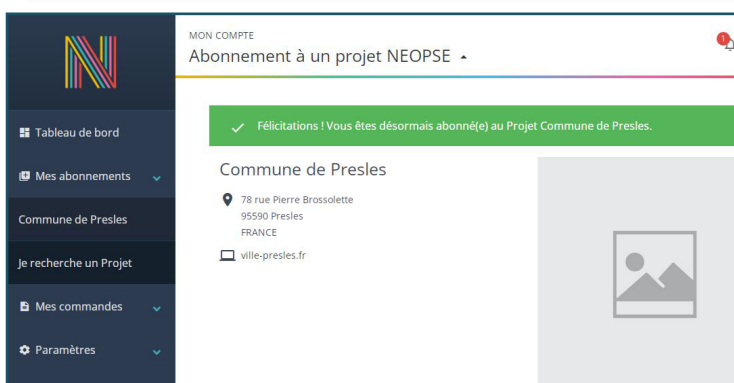 MON COMPTE
Abonnement à un projet NEOPSE
1
Tableau de bord
Mes abonnements
Commune de Presles
Je recherche un Projet
Mes commandes
Paramètres
Félicitations ! Vous êtes désormais abonné(e) au Projet Commune de Presles.
Commune de Presles
78 rue Pierre Brossolette
95590 Presles
FRANCE
ville-presles.fr